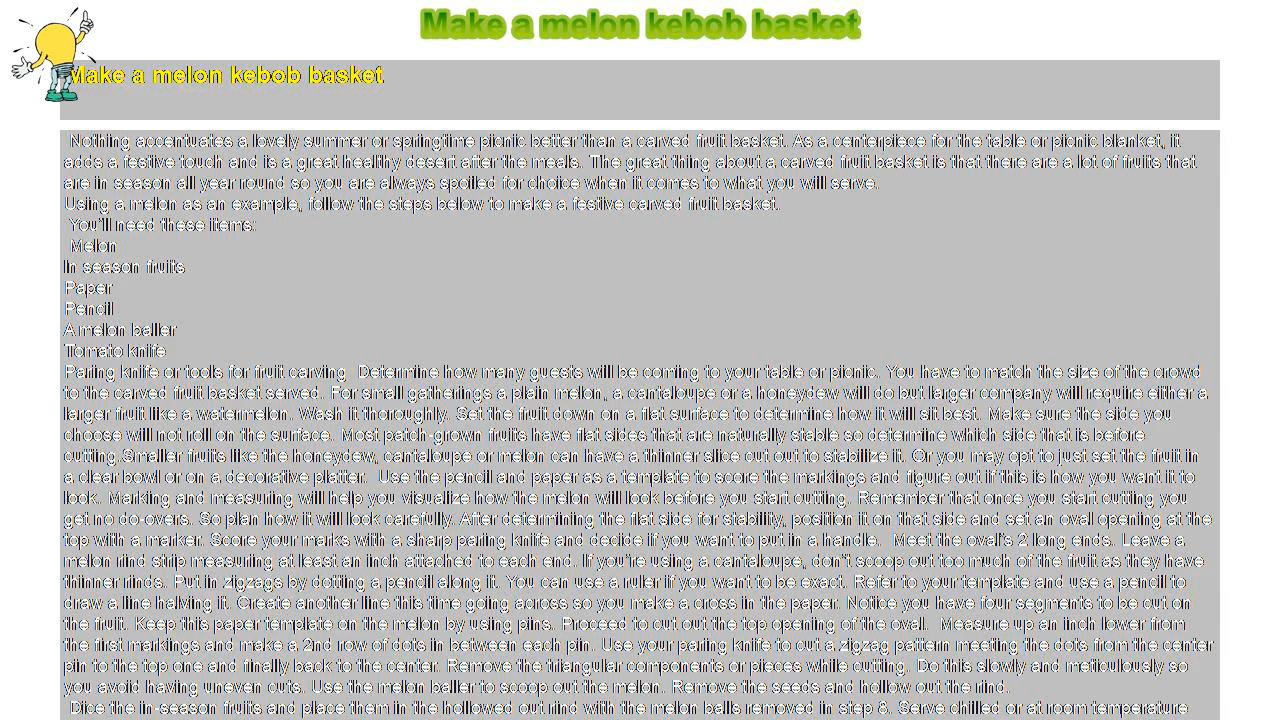 Make a melon kebob basket
Make a melon kebob basket
Nothing accentuates a lovely summer or springtime picnic better than a carved fruit basket. As a centerpiece for the table or picnic blanket, it
adds a festive touch and is a great healthy desert after the meals. The great thing about a carved fruit basket is that there are a lot of fruits that
are in season all year round so you are always spoiled for choice when it comes to what you will serve.
Using a melon as an example, follow the steps below to make a festive carved fruit basket.
You'll need these items:
Melon
In season fruits
Paper
Pencil
A melon baller
Tomato knife
Paring knife or tools for fruit carving Determine how many guests will be coming to your table or picnic. You have to match the size of the crowd
to the carved fruit basket served. For small gatherings a plain melon, a cantaloupe or a honeydew will do but larger company will require either a
larger fruit like a watermelon. Wash it thoroughly. Set the fruit down on a flat surface to determine how it will sit best. Make sure the side you
choose will not roll on the surface. Most patch-grown fruits have flat sides that are naturally stable so determine which side that is before
cutting.Smaller fruits like the honeydew, cantaloupe or melon can have a thinner slice cut out to stabilize it. Or you may opt to just set the fruit in
a clear bowl or on a decorative platter. Use the pencil and paper as a template to score the markings and figure out if this is how you want it to
look. Marking and measuring will help you visualize how the melon will look before you start cutting. Remember that once you start cutting you
get no do-overs. So plan how it will look carefully. After determining the flat side for stability, position it on that side and set an oval opening at the
top with a marker. Score your marks with a sharp paring knife and decide if you want to put in a handle. Meet the oval's 2 long ends. Leave a
melon rind strip measuring at least an inch attached to each end. If you're using a cantaloupe, don't scoop out too much of the fruit as they have
thinner rinds. Put in zigzags by dotting a pencil along it. You can use a ruler if you want to be exact. Refer to your template and use a pencil to
draw a line halving it. Create another line this time going across so you make a cross in the paper. Notice you have four segments to be cut on
the fruit. Keep this paper template on the melon by using pins. Proceed to cut out the top opening of the oval. Measure up an inch lower from
the first markings and make a 2nd row of dots in between each pin. Use your paring knife to cut a zigzag pattern meeting the dots from the center
pin to the top one and finally back to the center. Remove the triangular components or pieces while cutting. Do this slowly and meticulously so
you avoid having uneven cuts. Use the melon baller to scoop out the melon. Remove the seeds and hollow out the rind.
Dice the in-season fruits and place them in the hollowed out rind with the melon balls removed in step 8. Serve chilled or at room temperature